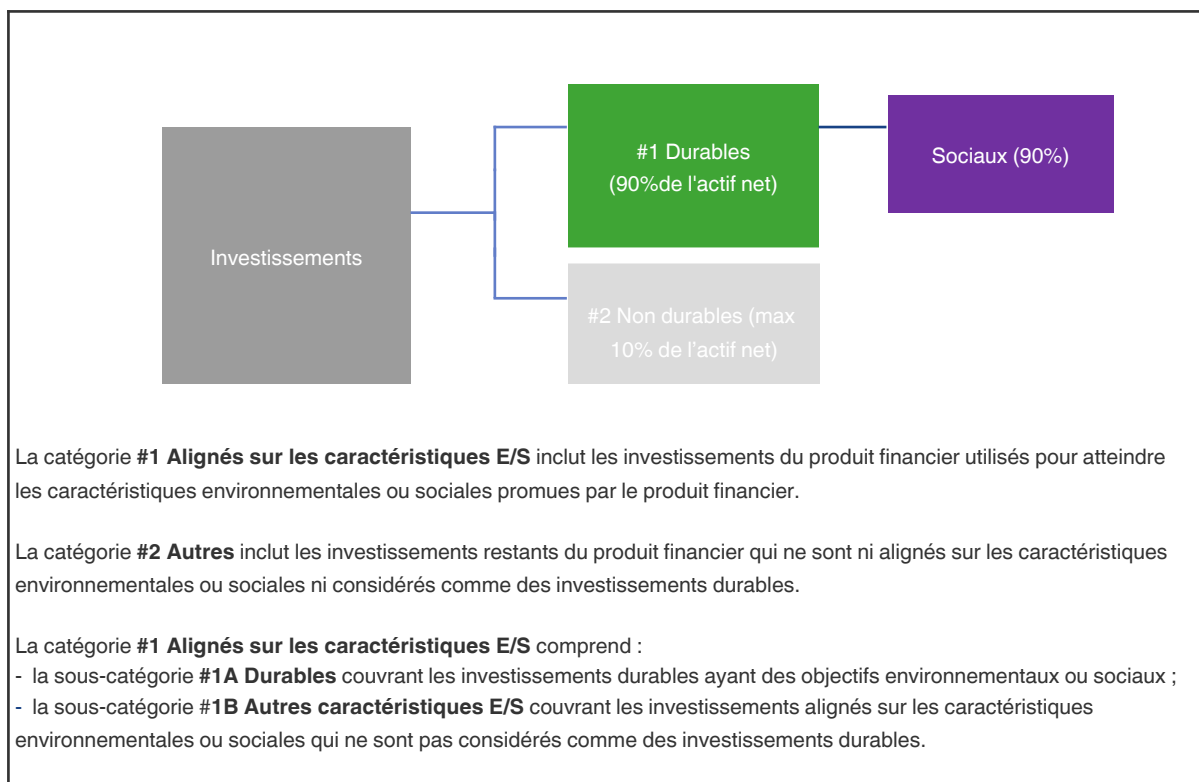 #1 Durables
(90%de l'actif net)
Sociaux (90%)
Investissements
#2 Non durables (max
10% de l’actif net)
La catégorie #1 Alignés sur les caractéristiques E/S inclut les investissements du produit financier utilisés pour atteindre
les caractéristiques environnementales ou sociales promues par le produit financier.
La catégorie #2 Autres inclut les investissements restants du produit financier qui ne sont ni alignés sur les caractéristiques
environnementales ou sociales ni considérés comme des investissements durables.
La catégorie #1 Alignés sur les caractéristiques E/S comprend :
- la sous-catégorie #1A Durables couvrant les investissements durables ayant des objectifs environnementaux ou sociaux ;
- la sous-catégorie #1B Autres caractéristiques E/S couvrant les investissements alignés sur les caractéristiques
environnementales ou sociales qui ne sont pas considérés comme des investissements durables.